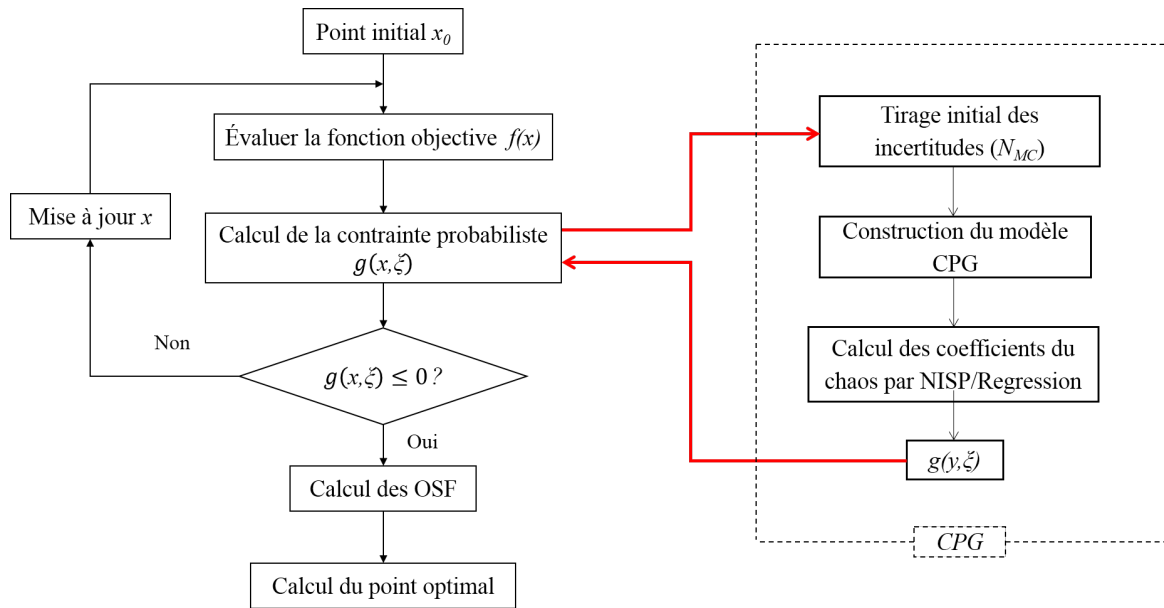 Point initial x₀
Évaluer la fonction objective f(x)
Mise à jour x
Calcul de la contrainte probabiliste
g(x,ξ)
Non
g(x,ξ) ≤ 0 ?
Oui
Calcul des OSF
Calcul du point optimal
Tirage initial des
incertitudes (N_MC)
Construction du modèle
CPG
Calcul des coefficients du
chaos par NISP/Regression
g(y,ξ)
CPG